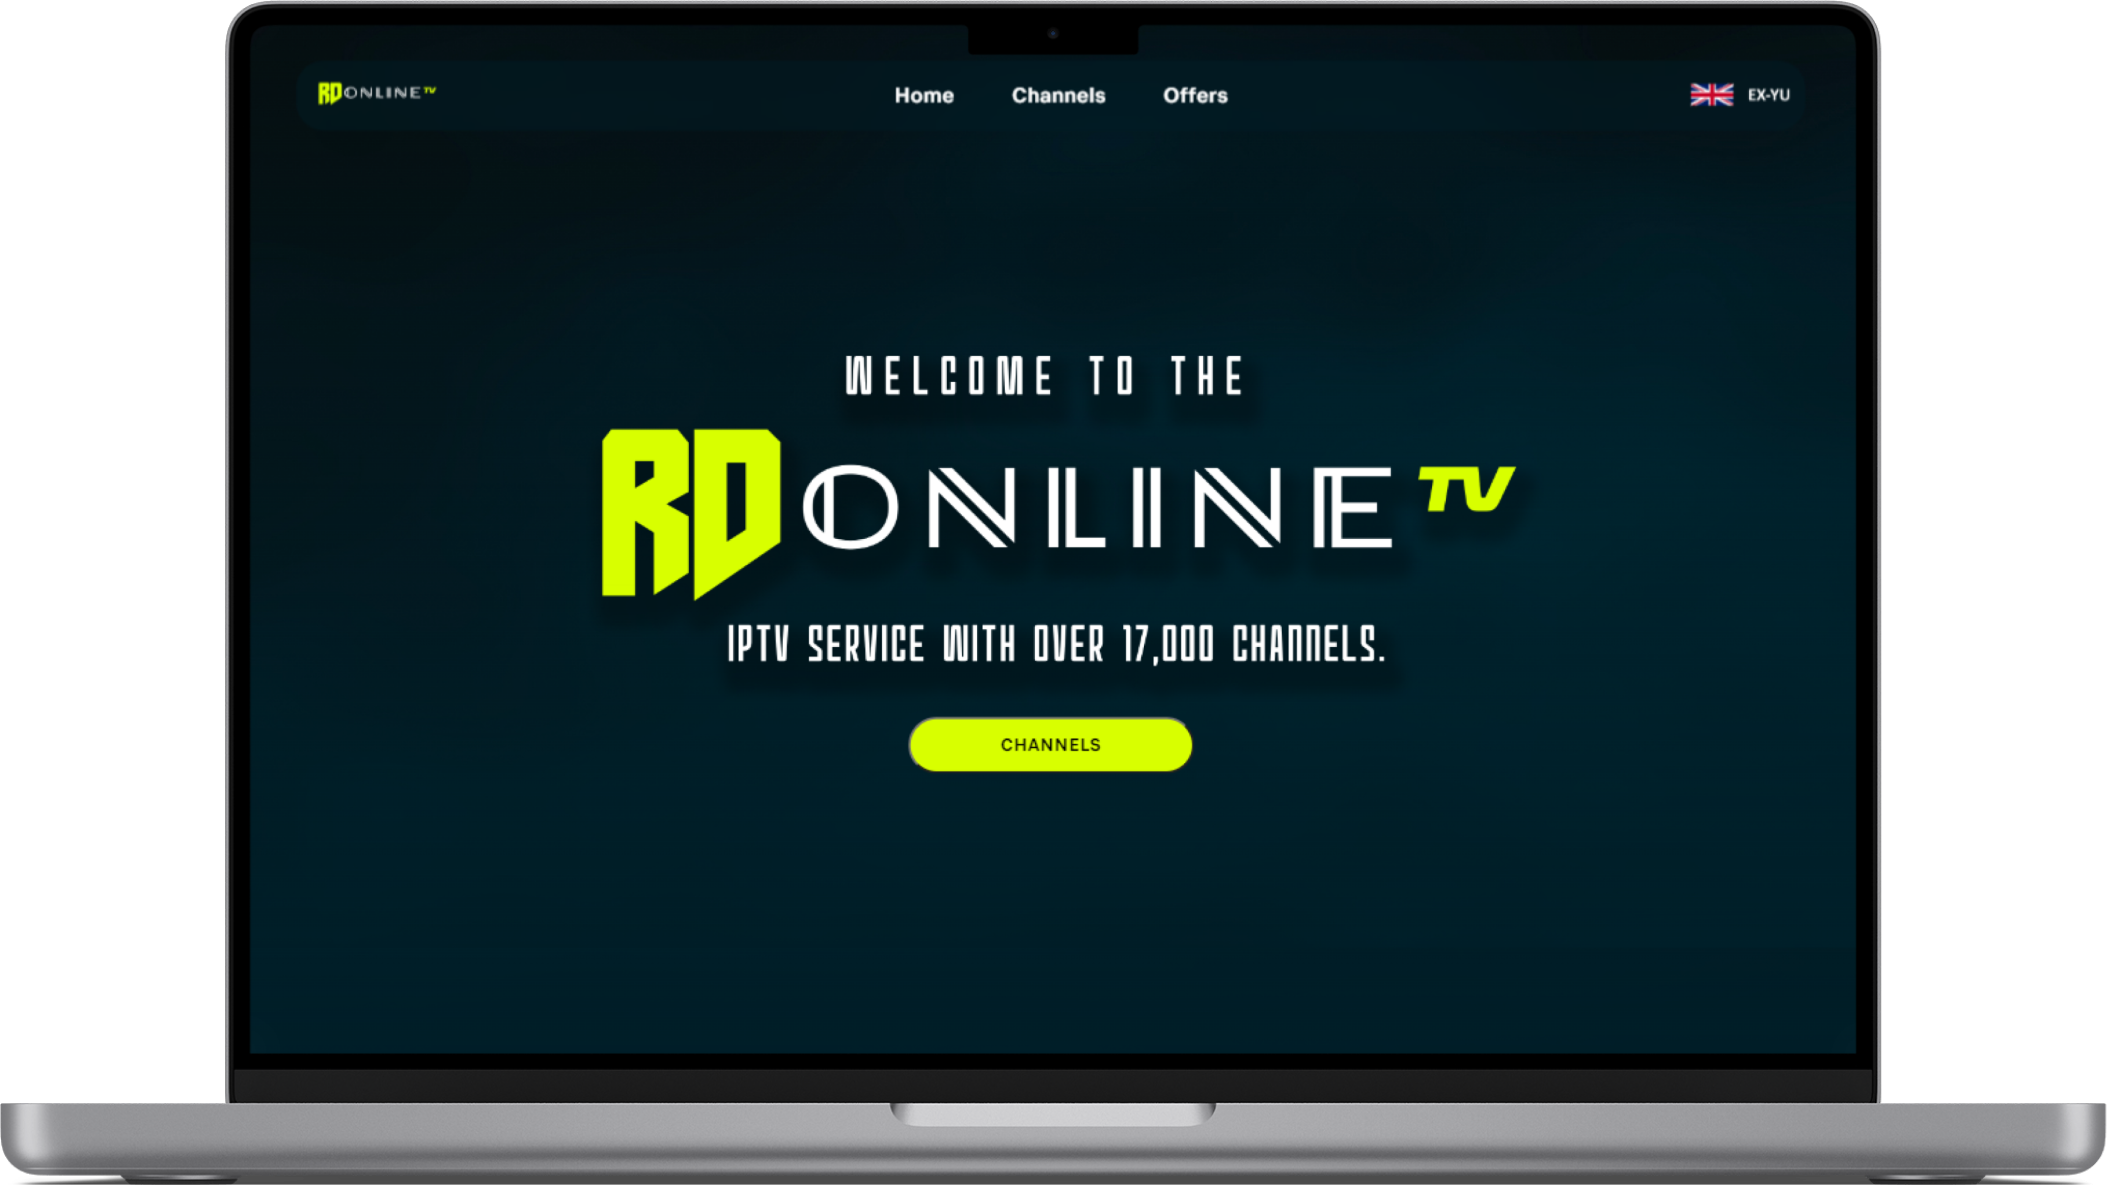 RDONLINE TV
Home Channels Offers
EX-YU
WELCOME TO THE
RDONLINE TV
IPTV SERVICE WITH OVER 17,000 CHANNELS.
CHANNELS